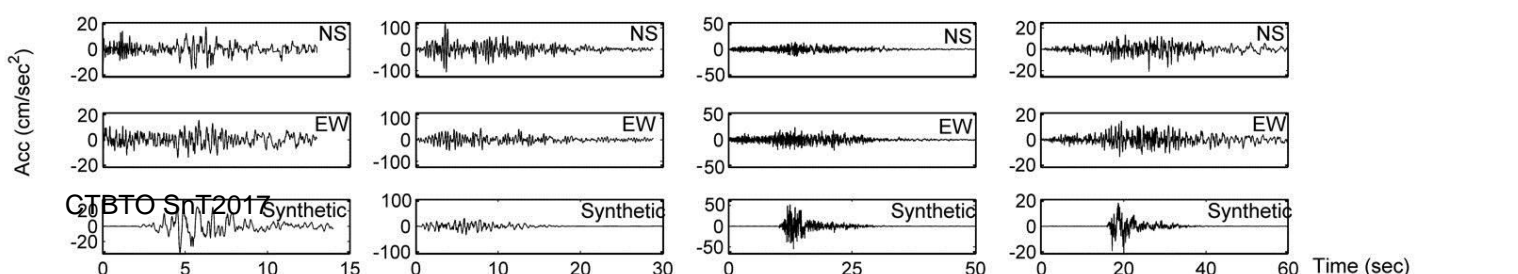 20 0 -20 NS 100 0 -100 NS 50 0 -50 NS 20 0 -20 NS
Acc (cm/sec²)
20 0 -20 EW 100 0 -100 EW 50 0 -50 EW 20 0 -20 EW
CTBTO SnT2017
20 0 -20 Synthetic 100 0 -100 Synthetic 50 0 -50 Synthetic 20 0 -20 Synthetic
0 5 10 15 0 10 20 30 0 25 50 0 20 40 60 Time (sec)